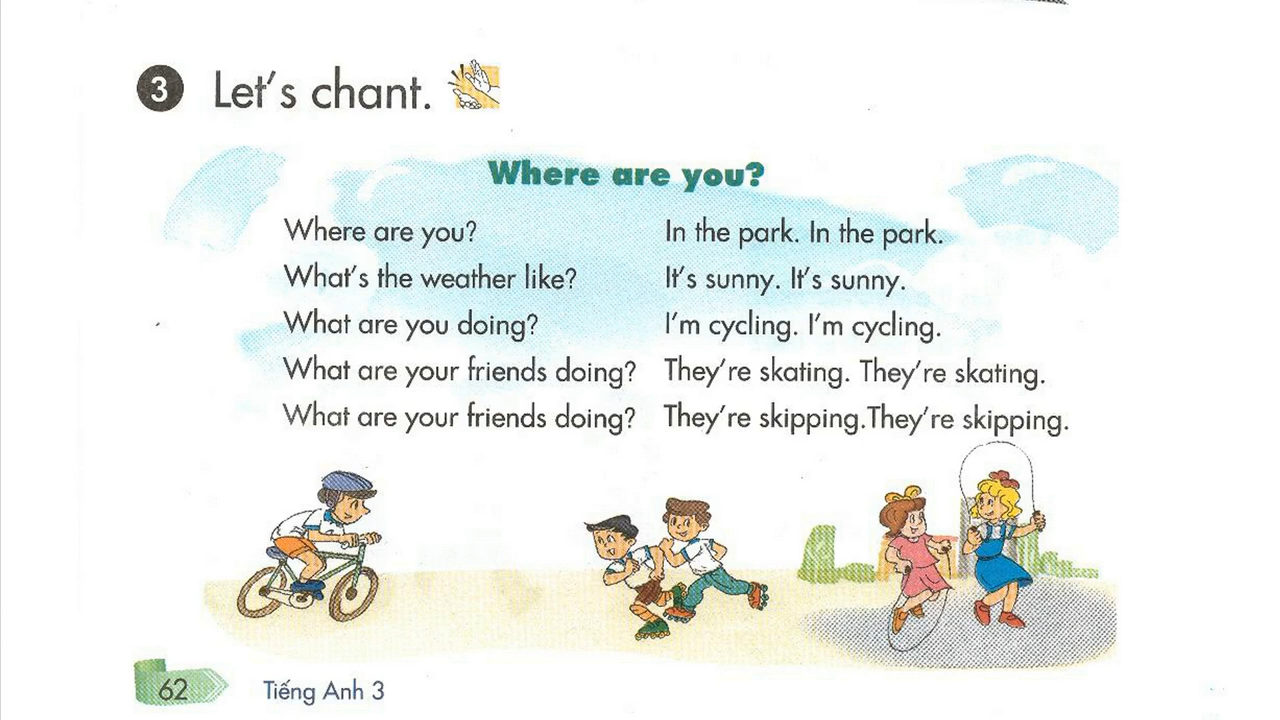 3 Let's chant.
Where are you?
Where are you? In the park. In the park.
What's the weather like? It's sunny. It's sunny.
What are you doing? I'm cycling. I'm cycling.
What are your friends doing? They're skating. They're skating.
What are your friends doing? They're skipping.They're skipping.
62 Tiếng Anh 3